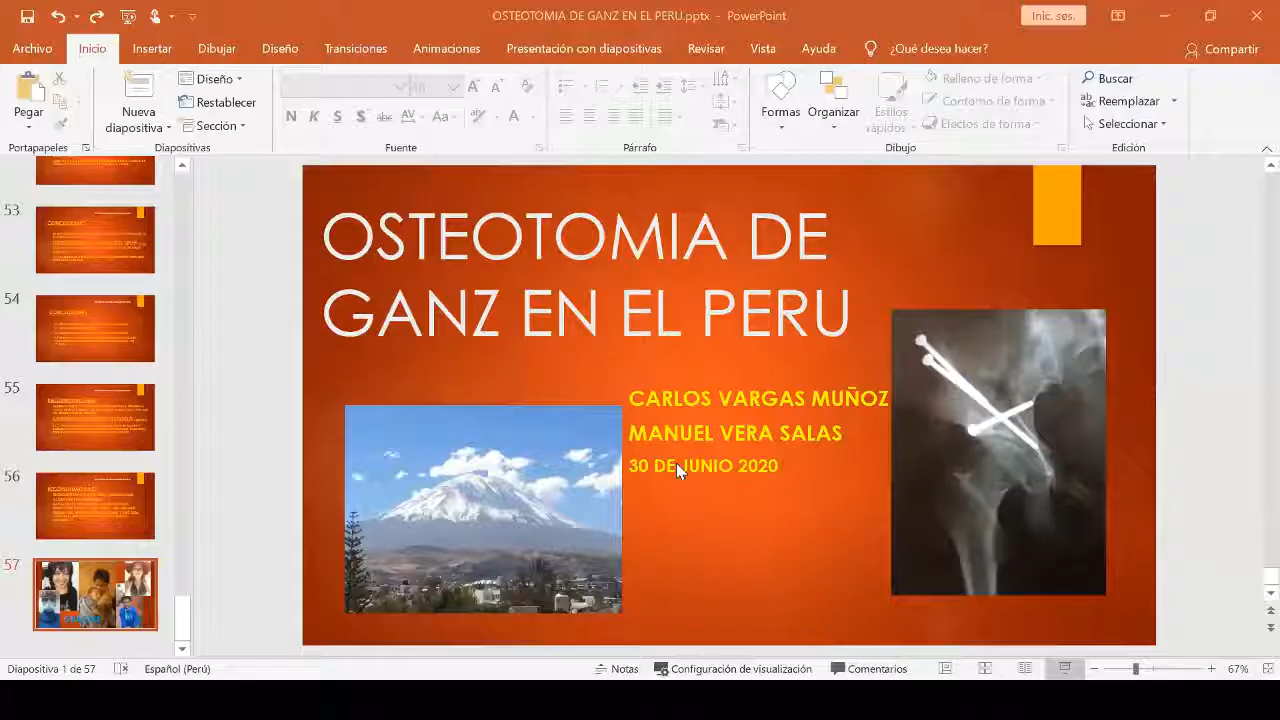 OSTEOTOMIA DE GANZ EN EL PERU.pptx - PowerPoint
Inic. ses.
Archivo Inicio Insertar Dibujar Diseño Transiciones Animaciones Presentación con diapositivas Revisar Vista Ayuda ¿Qué desea hacer? Compartir
Pegar
Nueva diapositiva
Diseño
Restablecer
Sección
N K S S abc AV Aa A
Formas
Organizar
Estilos rápidos
Relleno de forma
Contorno de forma
Efectos de forma
Buscar
Reemplazar
Seleccionar
Portapapeles Diapositivas Fuente Párrafo Dibujo Edición
53
54
55
56
57
OSTEOTOMIA DE
GANZ EN EL PERU
CARLOS VARGAS MUÑOZ
MANUEL VERA SALAS
30 DE JUNIO 2020
Diapositiva 1 de 57 Español (Perú) Notas Configuración de visualización Comentarios 67%